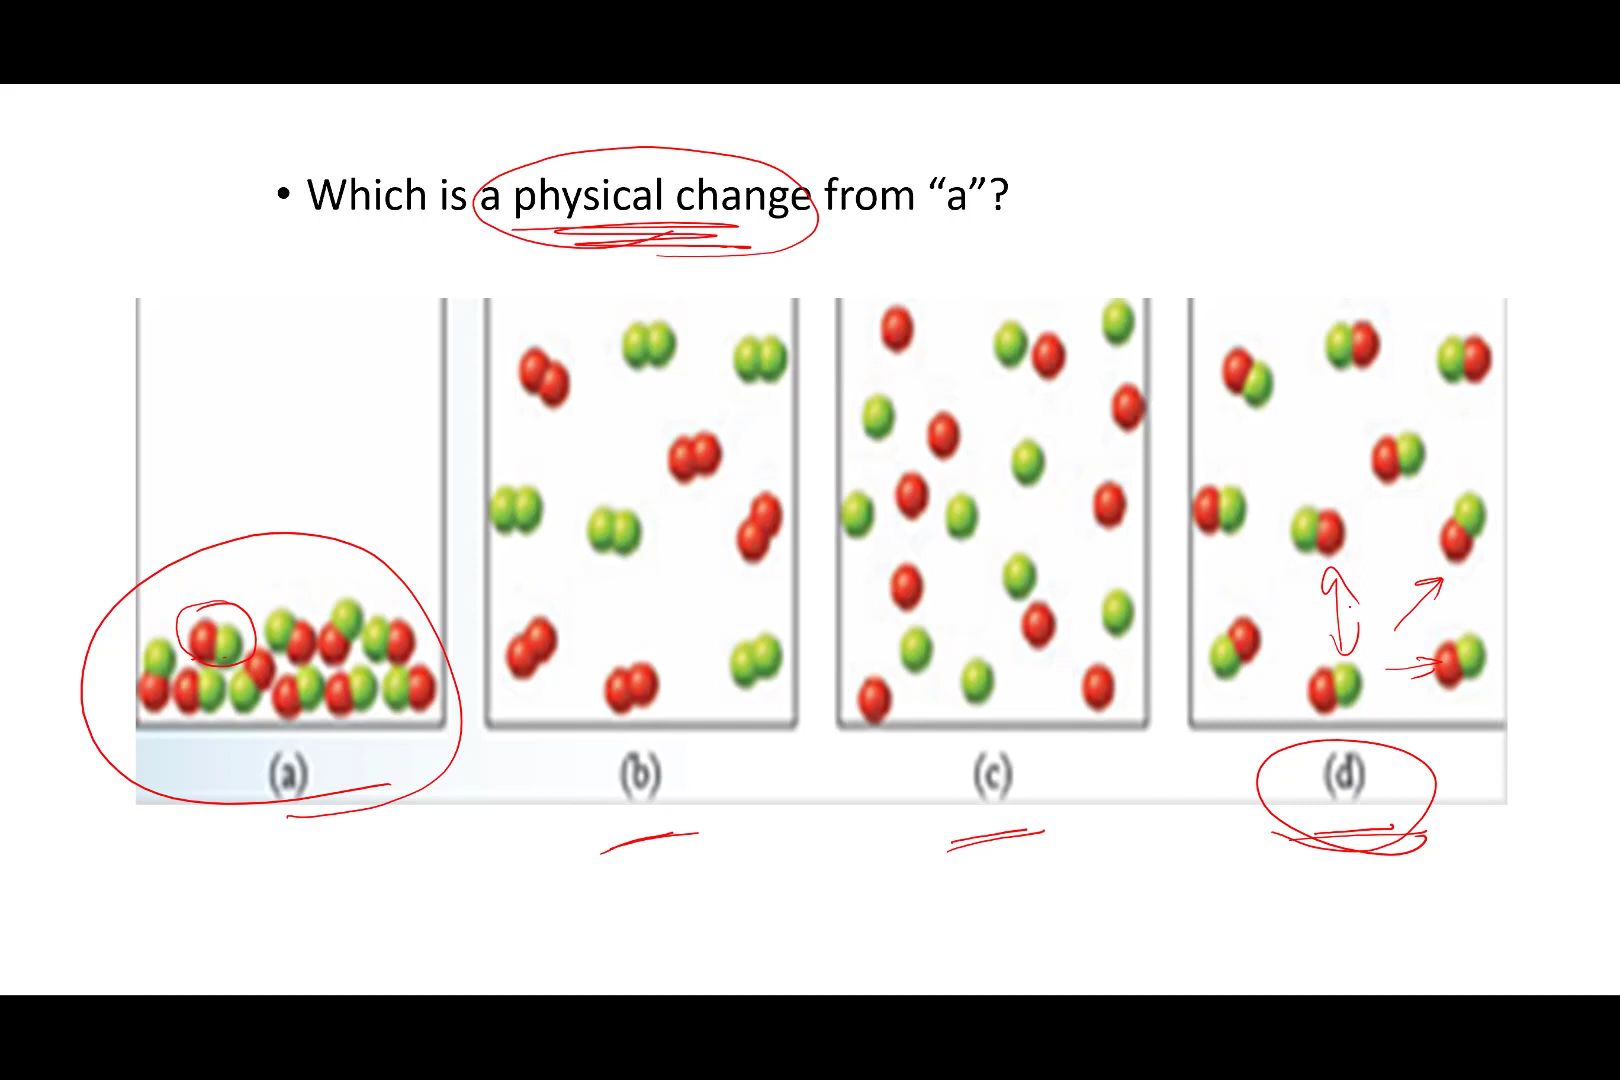 • Which is a physical change from “a”?
(a) (b) (c) (d)